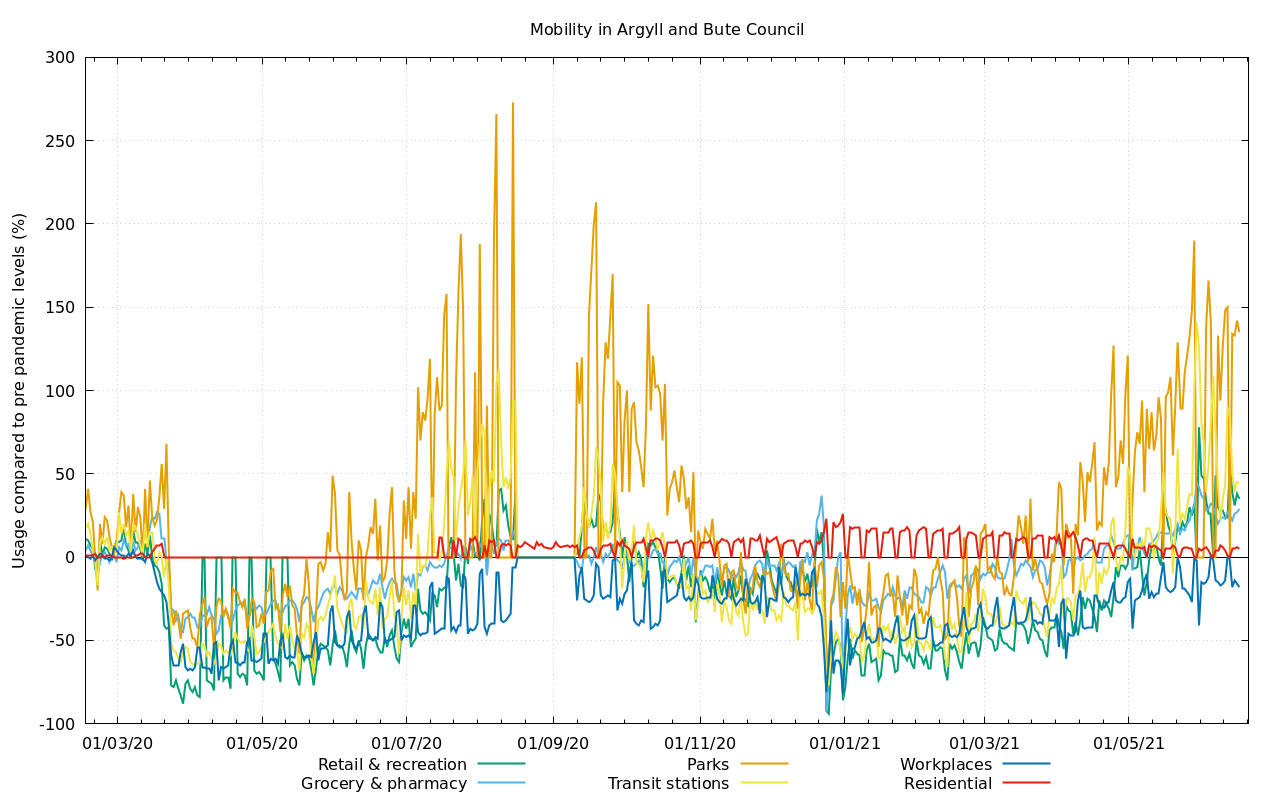 Mobility in Argyll and Bute Council
Usage compared to pre pandemic levels (%)
300
250
200
150
100
50
0
-50
-100
01/03/20 01/05/20 01/07/20 01/09/20 01/11/20 01/01/21 01/03/21 01/05/21
Retail & recreation Parks Workplaces
Grocery & pharmacy Transit stations Residential